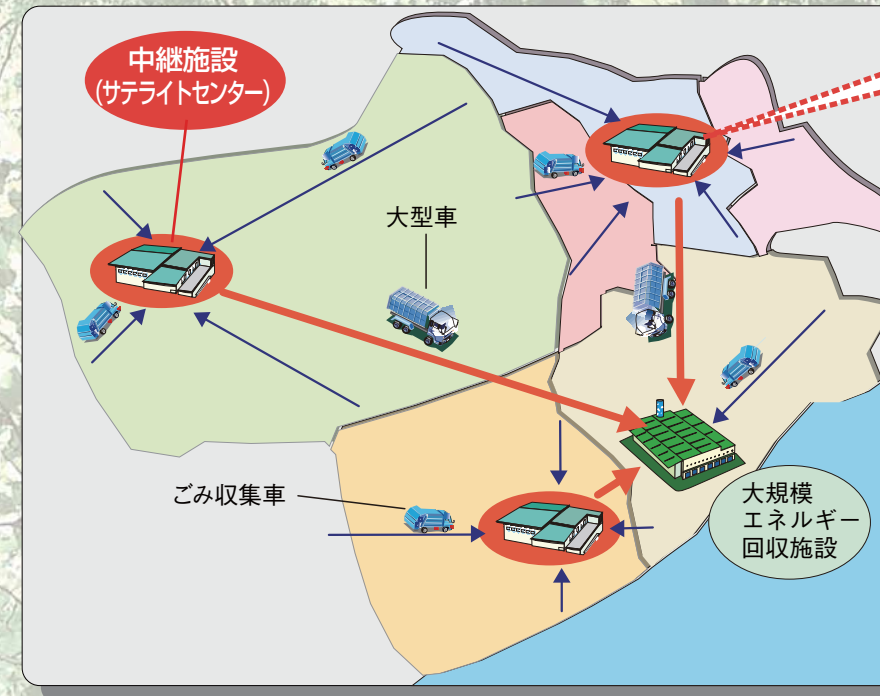 中継施設
(サテライトセンター)
大型車
ごみ収集車
大規模
エネルギー
回収施設